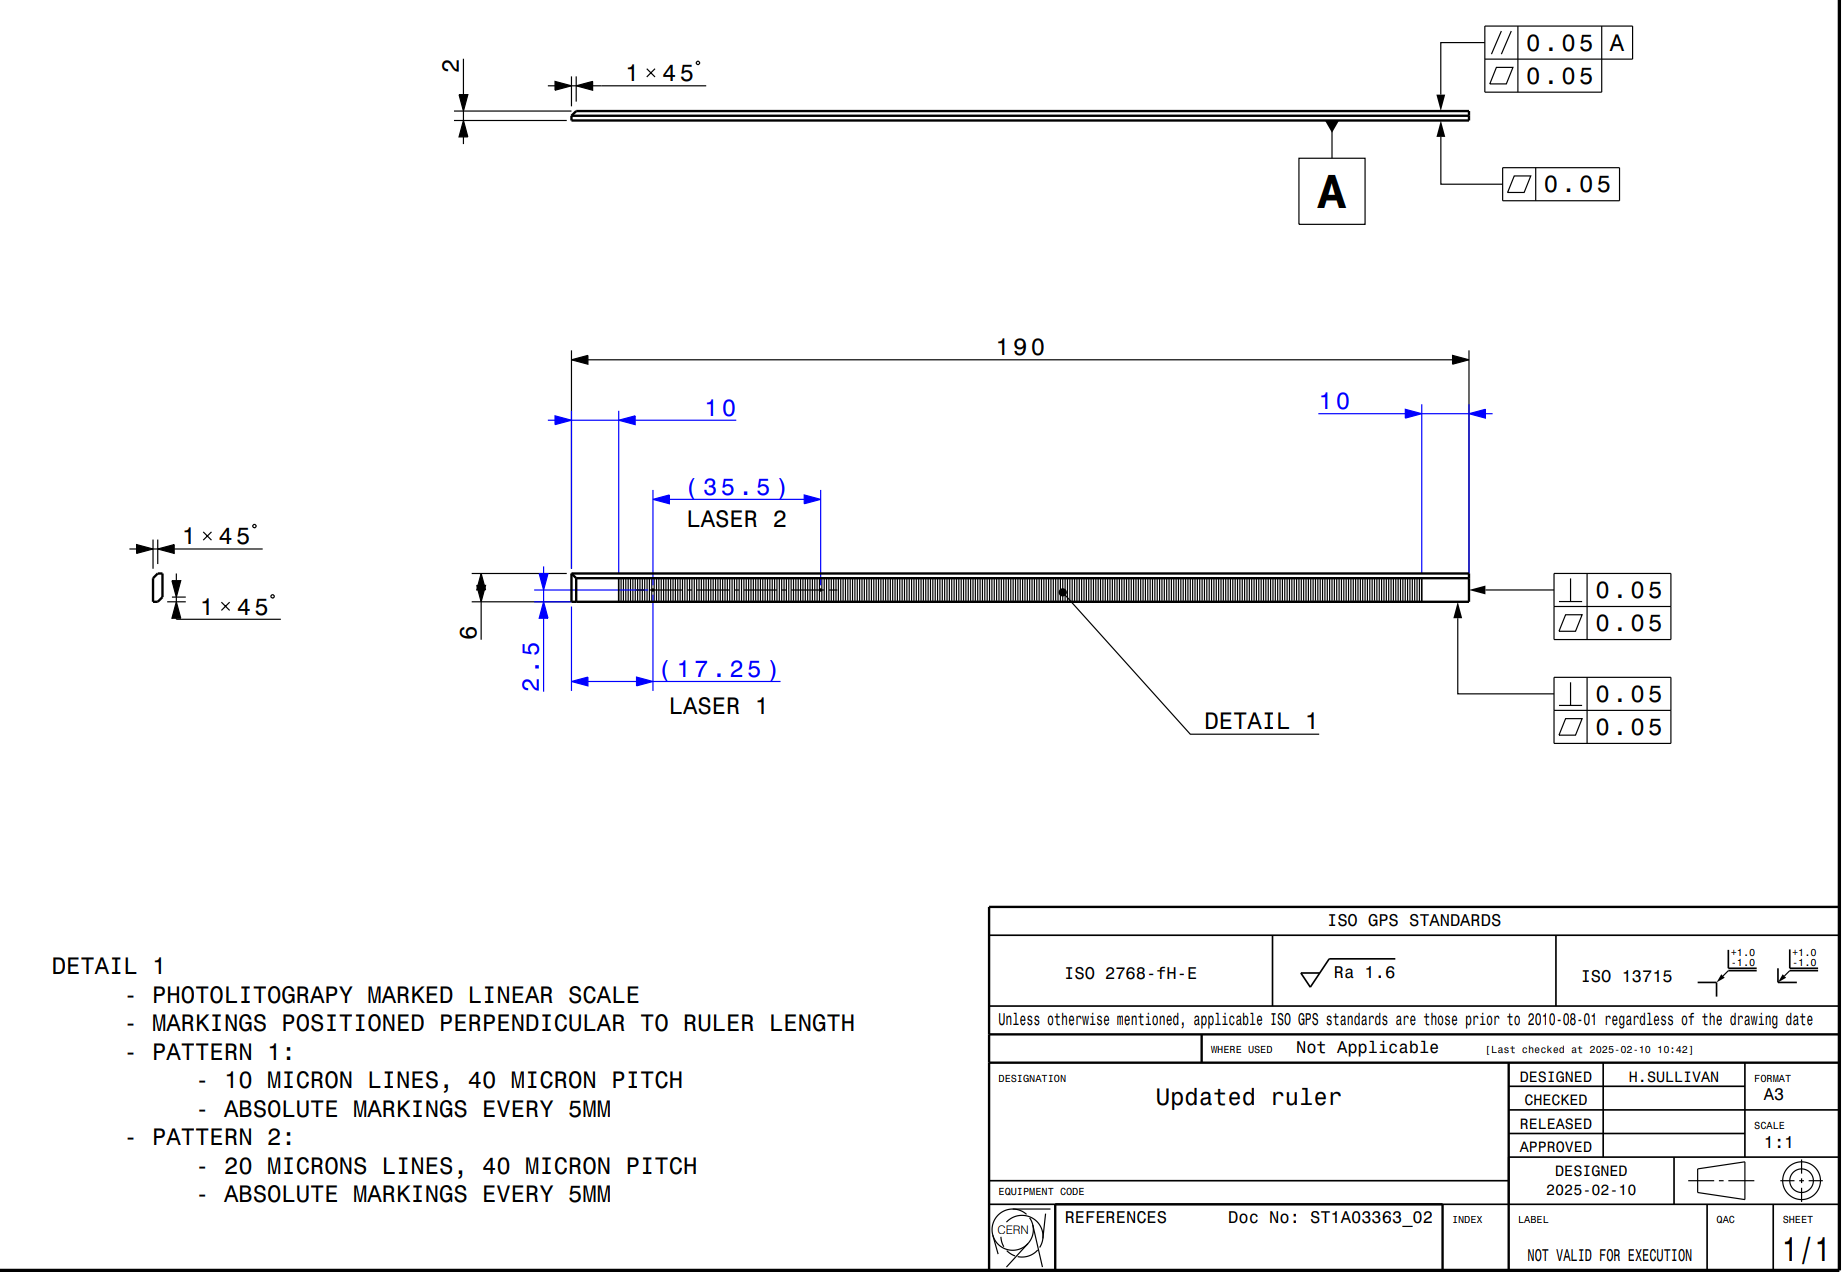 2
1×45°
// 0.05 A
0.05
A
0.05
190
10
10
(35.5)
LASER 2
1×45°
1×45°
6
2.5
(17.25)
LASER 1
DETAIL 1
⊥ 0.05
0.05
⊥ 0.05
0.05
DETAIL 1
- PHOTOLITOGRAPY MARKED LINEAR SCALE
- MARKINGS POSITIONED PERPENDICULAR TO RULER LENGTH
- PATTERN 1:
- 10 MICRON LINES, 40 MICRON PITCH
- ABSOLUTE MARKINGS EVERY 5MM
- PATTERN 2:
- 20 MICRONS LINES, 40 MICRON PITCH
- ABSOLUTE MARKINGS EVERY 5MM
ISO GPS STANDARDS
ISO 2768-fH-E
Ra 1.6
ISO 13715
+1.0
-1.0
+1.0
-1.0
Unless otherwise mentioned, applicable ISO GPS standards are those prior to 2010-08-01 regardless of the drawing date
WHERE USED Not Applicable [Last checked at 2025-02-10 10:42]
DESIGNATION
Updated ruler
DESIGNED H.SULLIVAN
CHECKED
RELEASED
APPROVED
FORMAT
A3
SCALE
1:1
DESIGNED
2025-02-10
EQUIPMENT CODE
CERN
REFERENCES Doc No: ST1A03363_02
INDEX
LABEL
NOT VALID FOR EXECUTION
QAC
SHEET
1/1